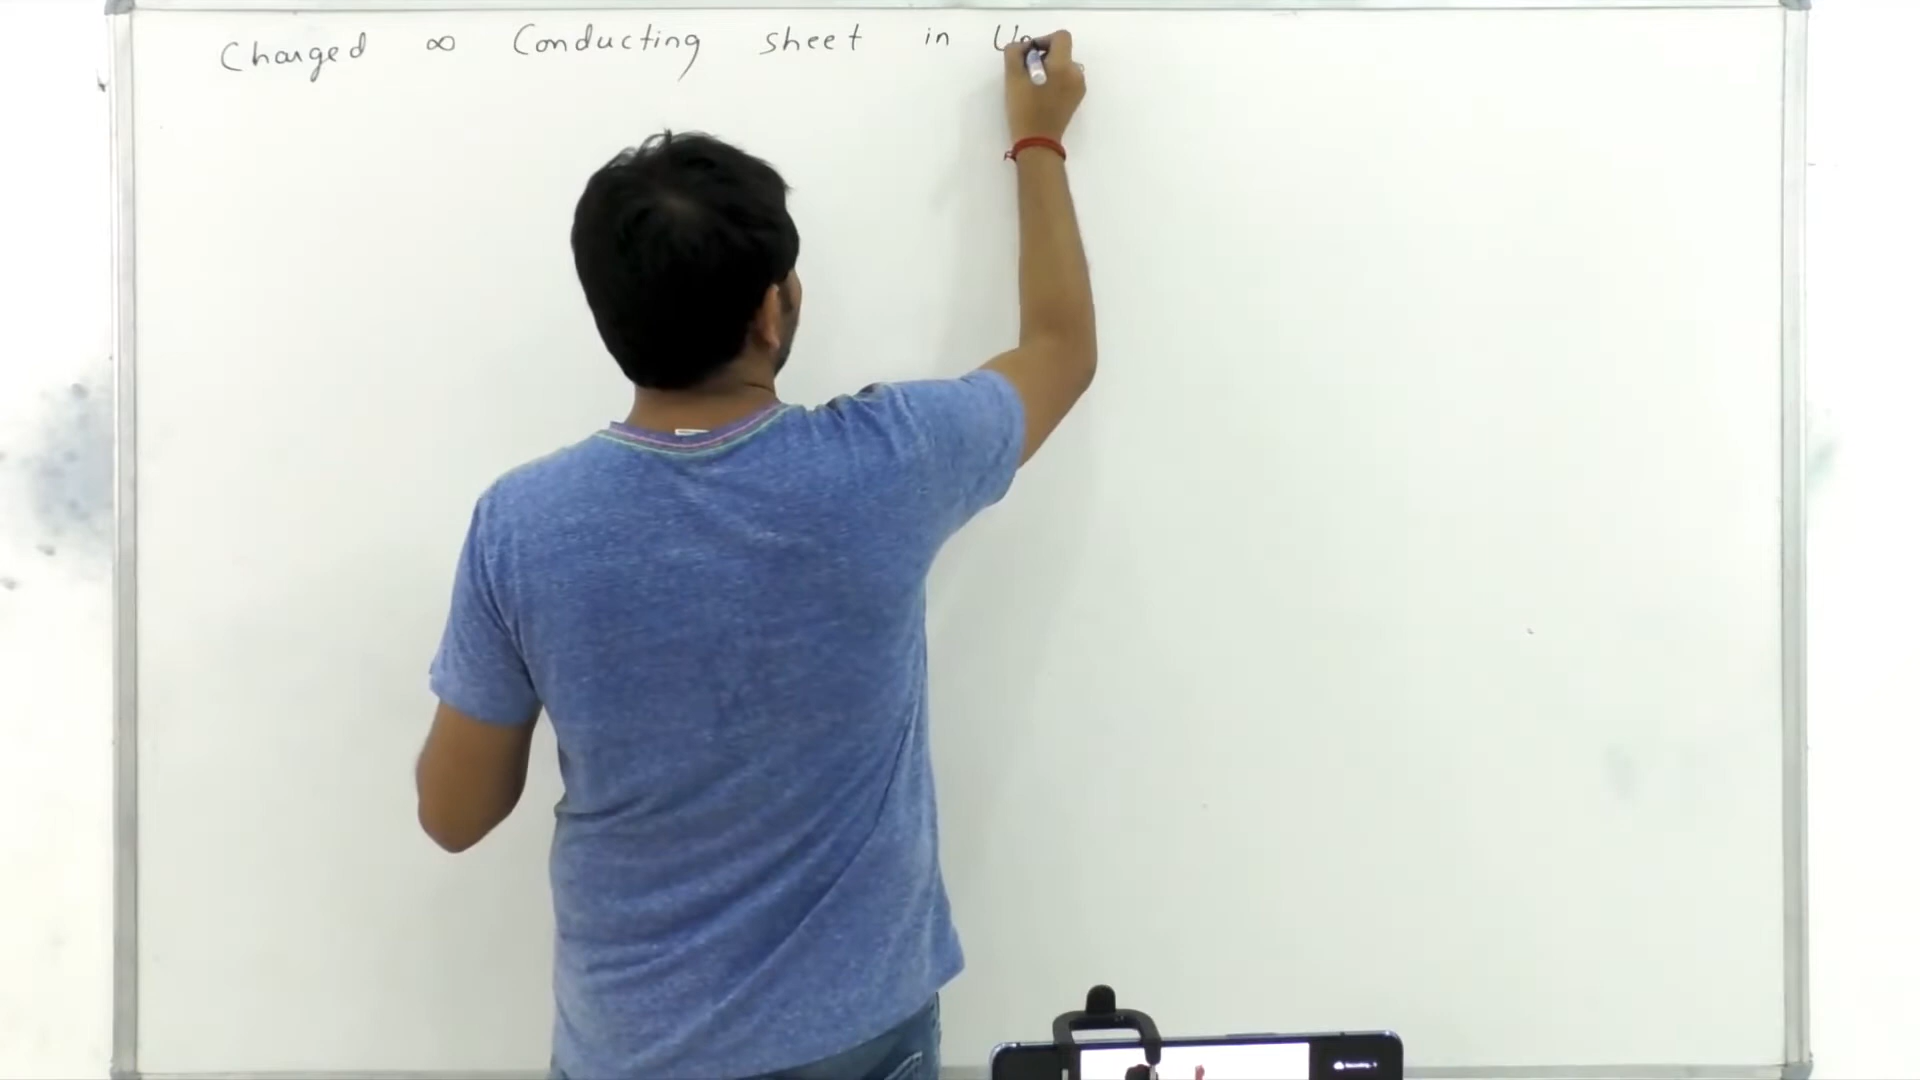 Charged ∞ Conducting sheet in